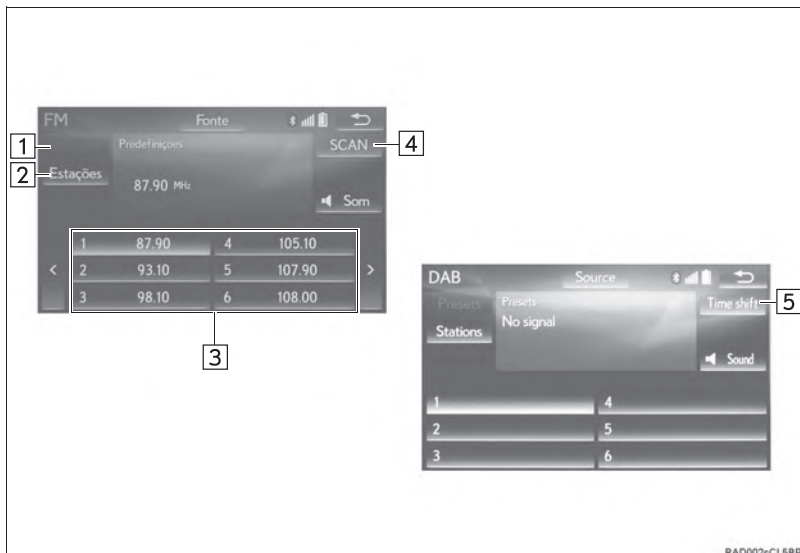 FM Fonte
1 Predefinições SCAN 4
2 Estações
87.90 MHz
Som
1 87.90 4 105.10
< 2 93.10 5 107.90 >
3 98.10 6 108.00
3
DAB Source
Presets Presets Time shift 5
No signal
Stations
Sound
1 4
2 5
3 6